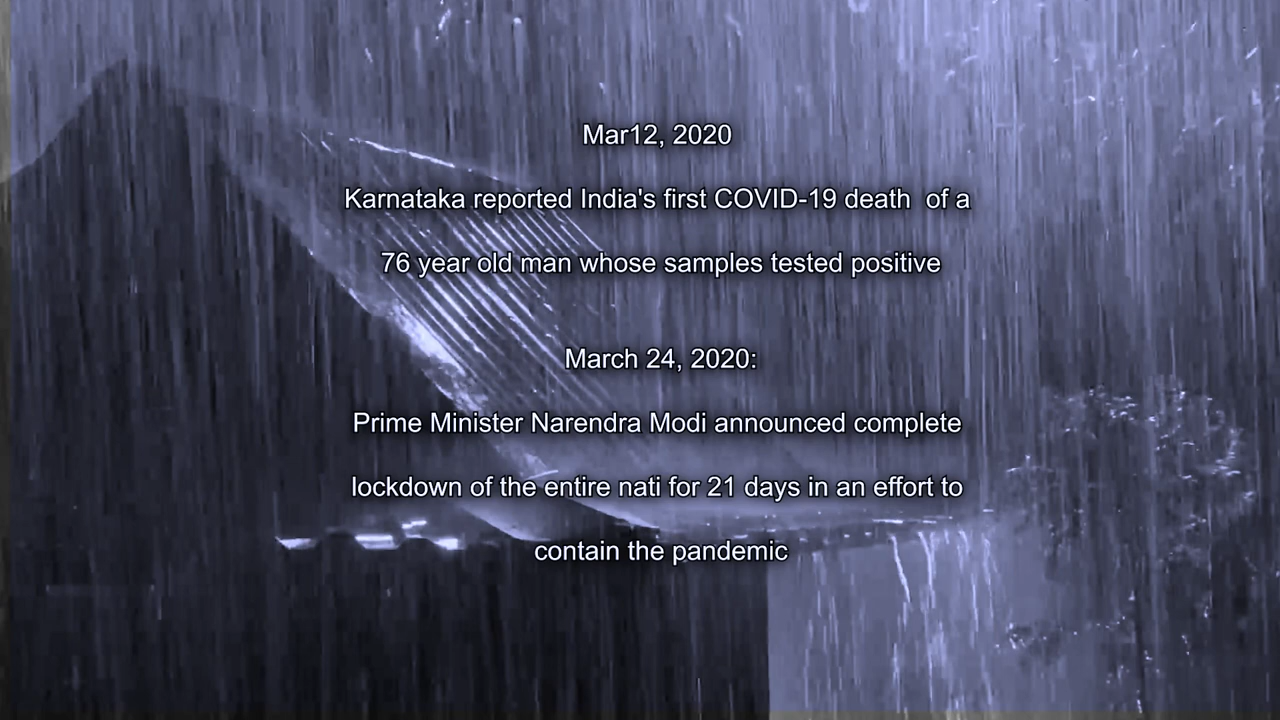 Mar12, 2020
Karnataka reported India's first COVID-19 death  of a
76 year old man whose samples tested positive
March 24, 2020:
Prime Minister Narendra Modi announced complete
lockdown of the entire nati for 21 days in an effort to
contain the pandemic